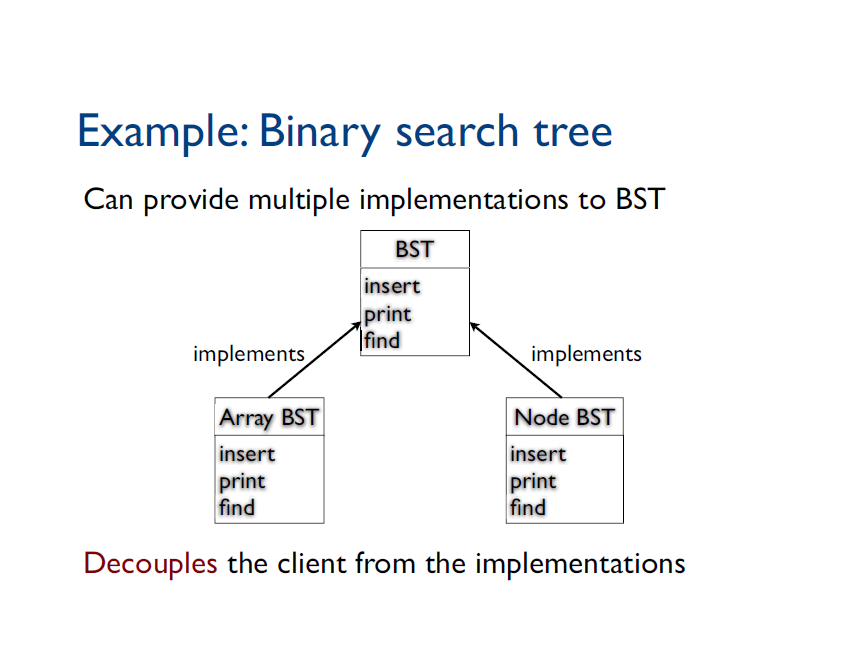 Example: Binary search tree
Can provide multiple implementations to BST
BST
insert
print
find
implements
implements
Array BST
insert
print
find
Node BST
insert
print
find
Decouples the client from the implementations